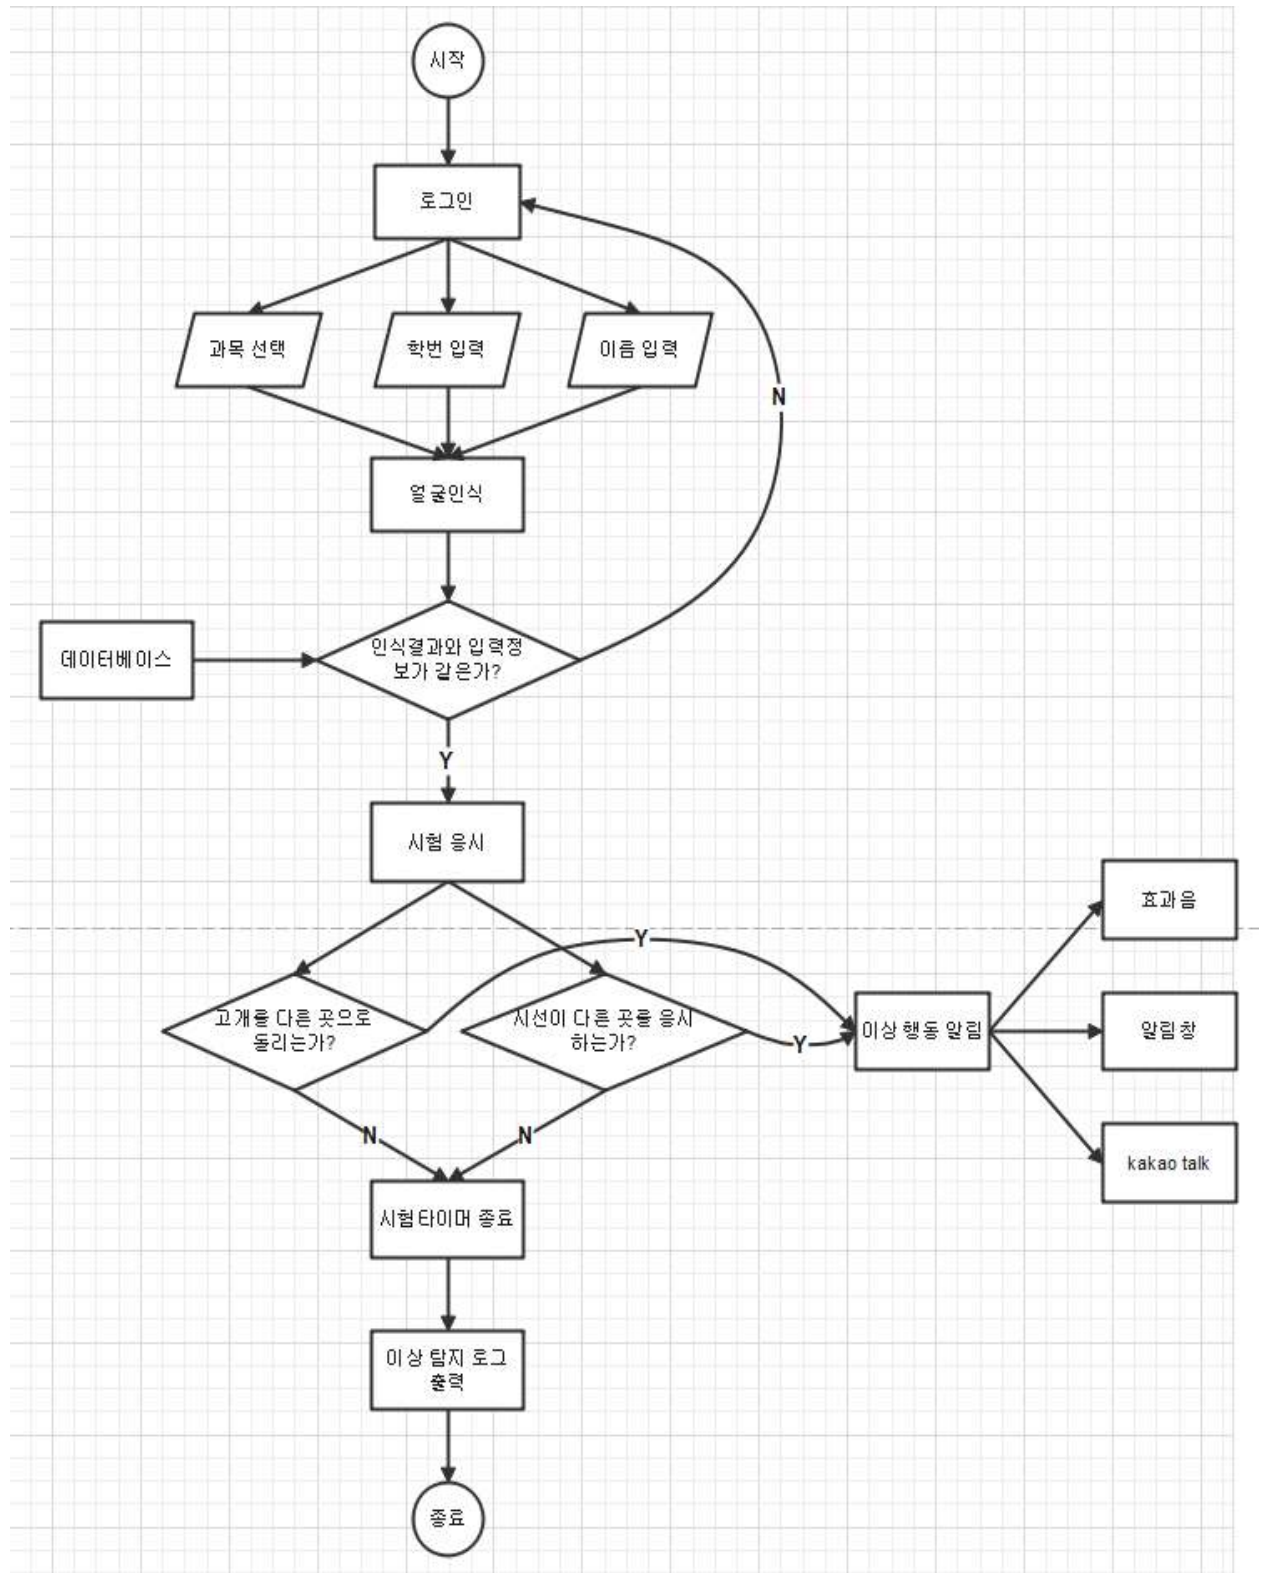 시작
로그인
과목 선택
학번 입력
이름 입력
N
얼굴인식
데이터베이스
인식결과와 입력정
보가 같은가?
Y
시험 응시
효과음
Y
고개를 다른 곳으로
돌리는가?
시선이 다른 곳을 응시
하는가?
Y
이상 행동 알림
알림창
N
N
kakao talk
시험타이머 종료
이상 탐지 로그
출력
종료